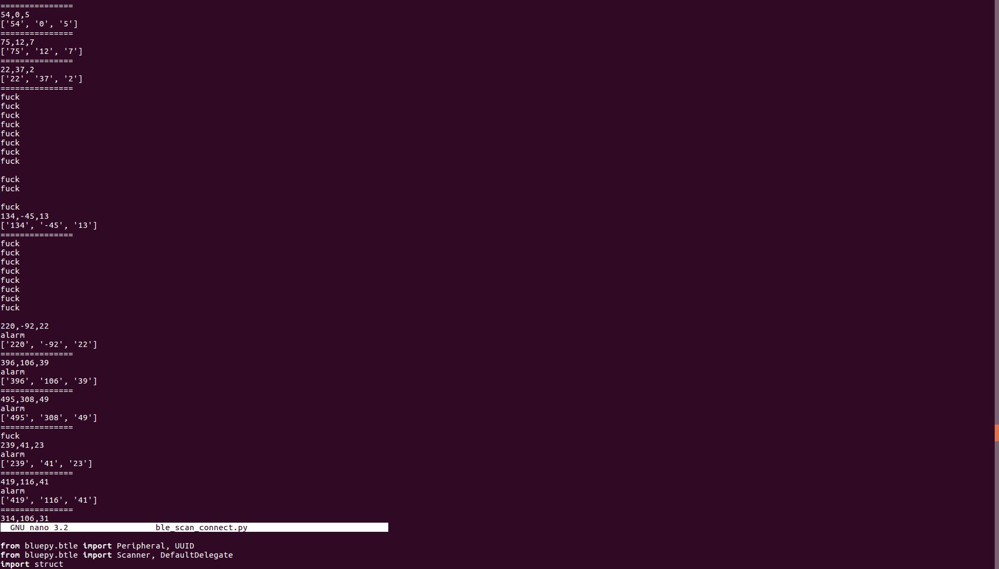 ===============
54,0,5
['54', '0', '5']
===============
75,12,7
['75', '12', '7']
===============
22,37,2
['22', '37', '2']
===============
fuck
fuck
fuck
fuck
fuck
fuck
fuck
fuck
fuck
fuck
fuck
134,-45,13
['134', '-45', '13']
===============
fuck
fuck
fuck
fuck
fuck
fuck
fuck
fuck
220,-92,22
alarm
['220', '-92', '22']
===============
396,106,39
alarm
['396', '106', '39']
===============
495,308,49
alarm
['495', '308', '49']
===============
fuck
239,41,23
alarm
['239', '41', '23']
===============
419,116,41
alarm
['419', '116', '41']
===============
314,106,31
GNU nano 3.2 ble_scan_connect.py
from bluepy.btle import Peripheral, UUID
from bluepy.btle import Scanner, DefaultDelegate
import struct